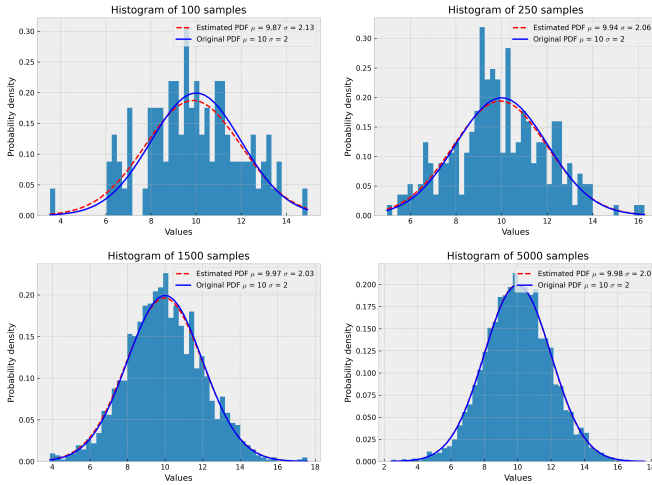 Histogram of 100 samples
Estimated PDF μ = 9.87 σ = 2.13
Original PDF μ = 10 σ = 2
Probability density
0.30
0.25
0.20
0.15
0.10
0.05
0.00
4 6 8 10 12 14
Values
Histogram of 250 samples
Estimated PDF μ = 9.94 σ = 2.06
Original PDF μ = 10 σ = 2
Probability density
0.30
0.25
0.20
0.15
0.10
0.05
0.00
6 8 10 12 14 16
Values
Histogram of 1500 samples
Estimated PDF μ = 9.97 σ = 2.03
Original PDF μ = 10 σ = 2
Probability density
0.20
0.15
0.10
0.05
0.00
4 6 8 10 12 14 16 18
Values
Histogram of 5000 samples
Estimated PDF μ = 9.98 σ = 2.0
Original PDF μ = 10 σ = 2
Probability density
0.200
0.175
0.150
0.125
0.100
0.075
0.050
0.025
0.000
2 4 6 8 10 12 14 16 18
Values